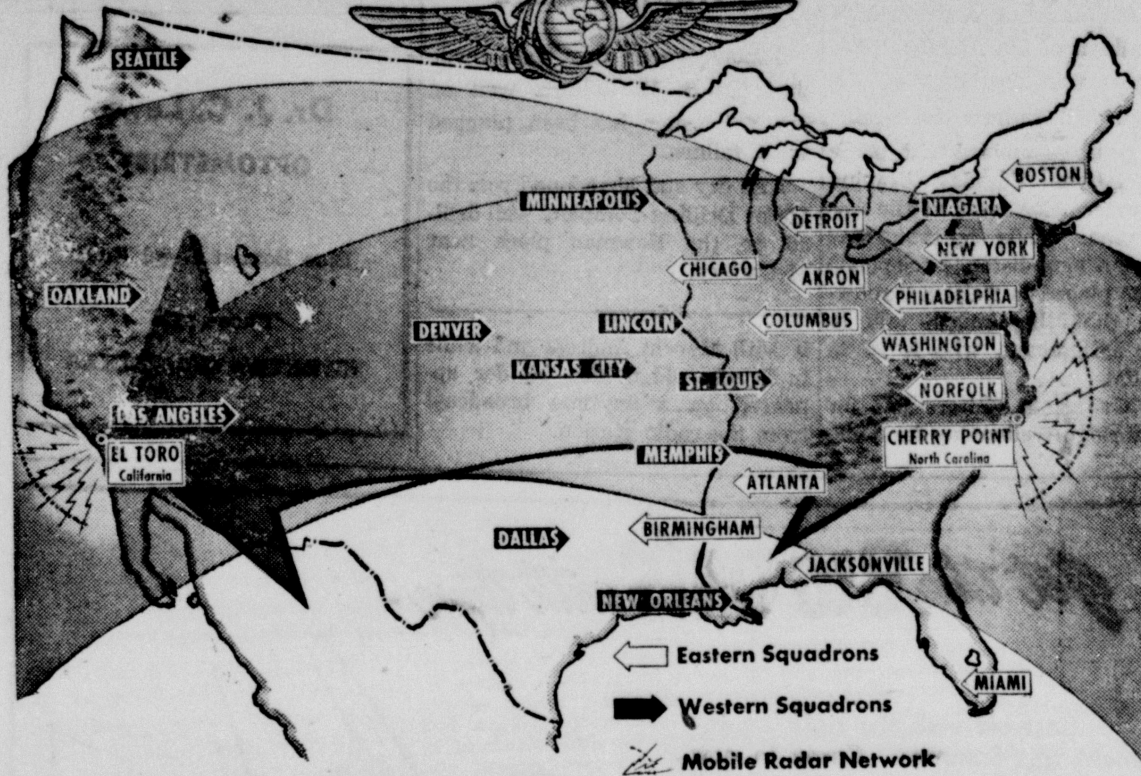 SEATTLE
Dr. J.
OPTOMETRIST
BOSTON
MINNEAPOLIS
DETROIT
NIAGARA
NEW YORK
CHICAGO
AKRON
OAKLAND
PHILADELPHIA
DENVER
LINCOLN
COLUMBUS
WASHINGTON
KANSAS CITY
ST. LOUIS
NORFOLK
LOS ANGELES
EL TORO
California
CHERRY POINT
North Carolina
MEMPHIS
ATLANTA
DALLAS
BIRMINGHAM
JACKSONVILLE
NEW ORLEANS
Eastern Squadrons
MIAMI
Western Squadrons
Mobile Radar Network